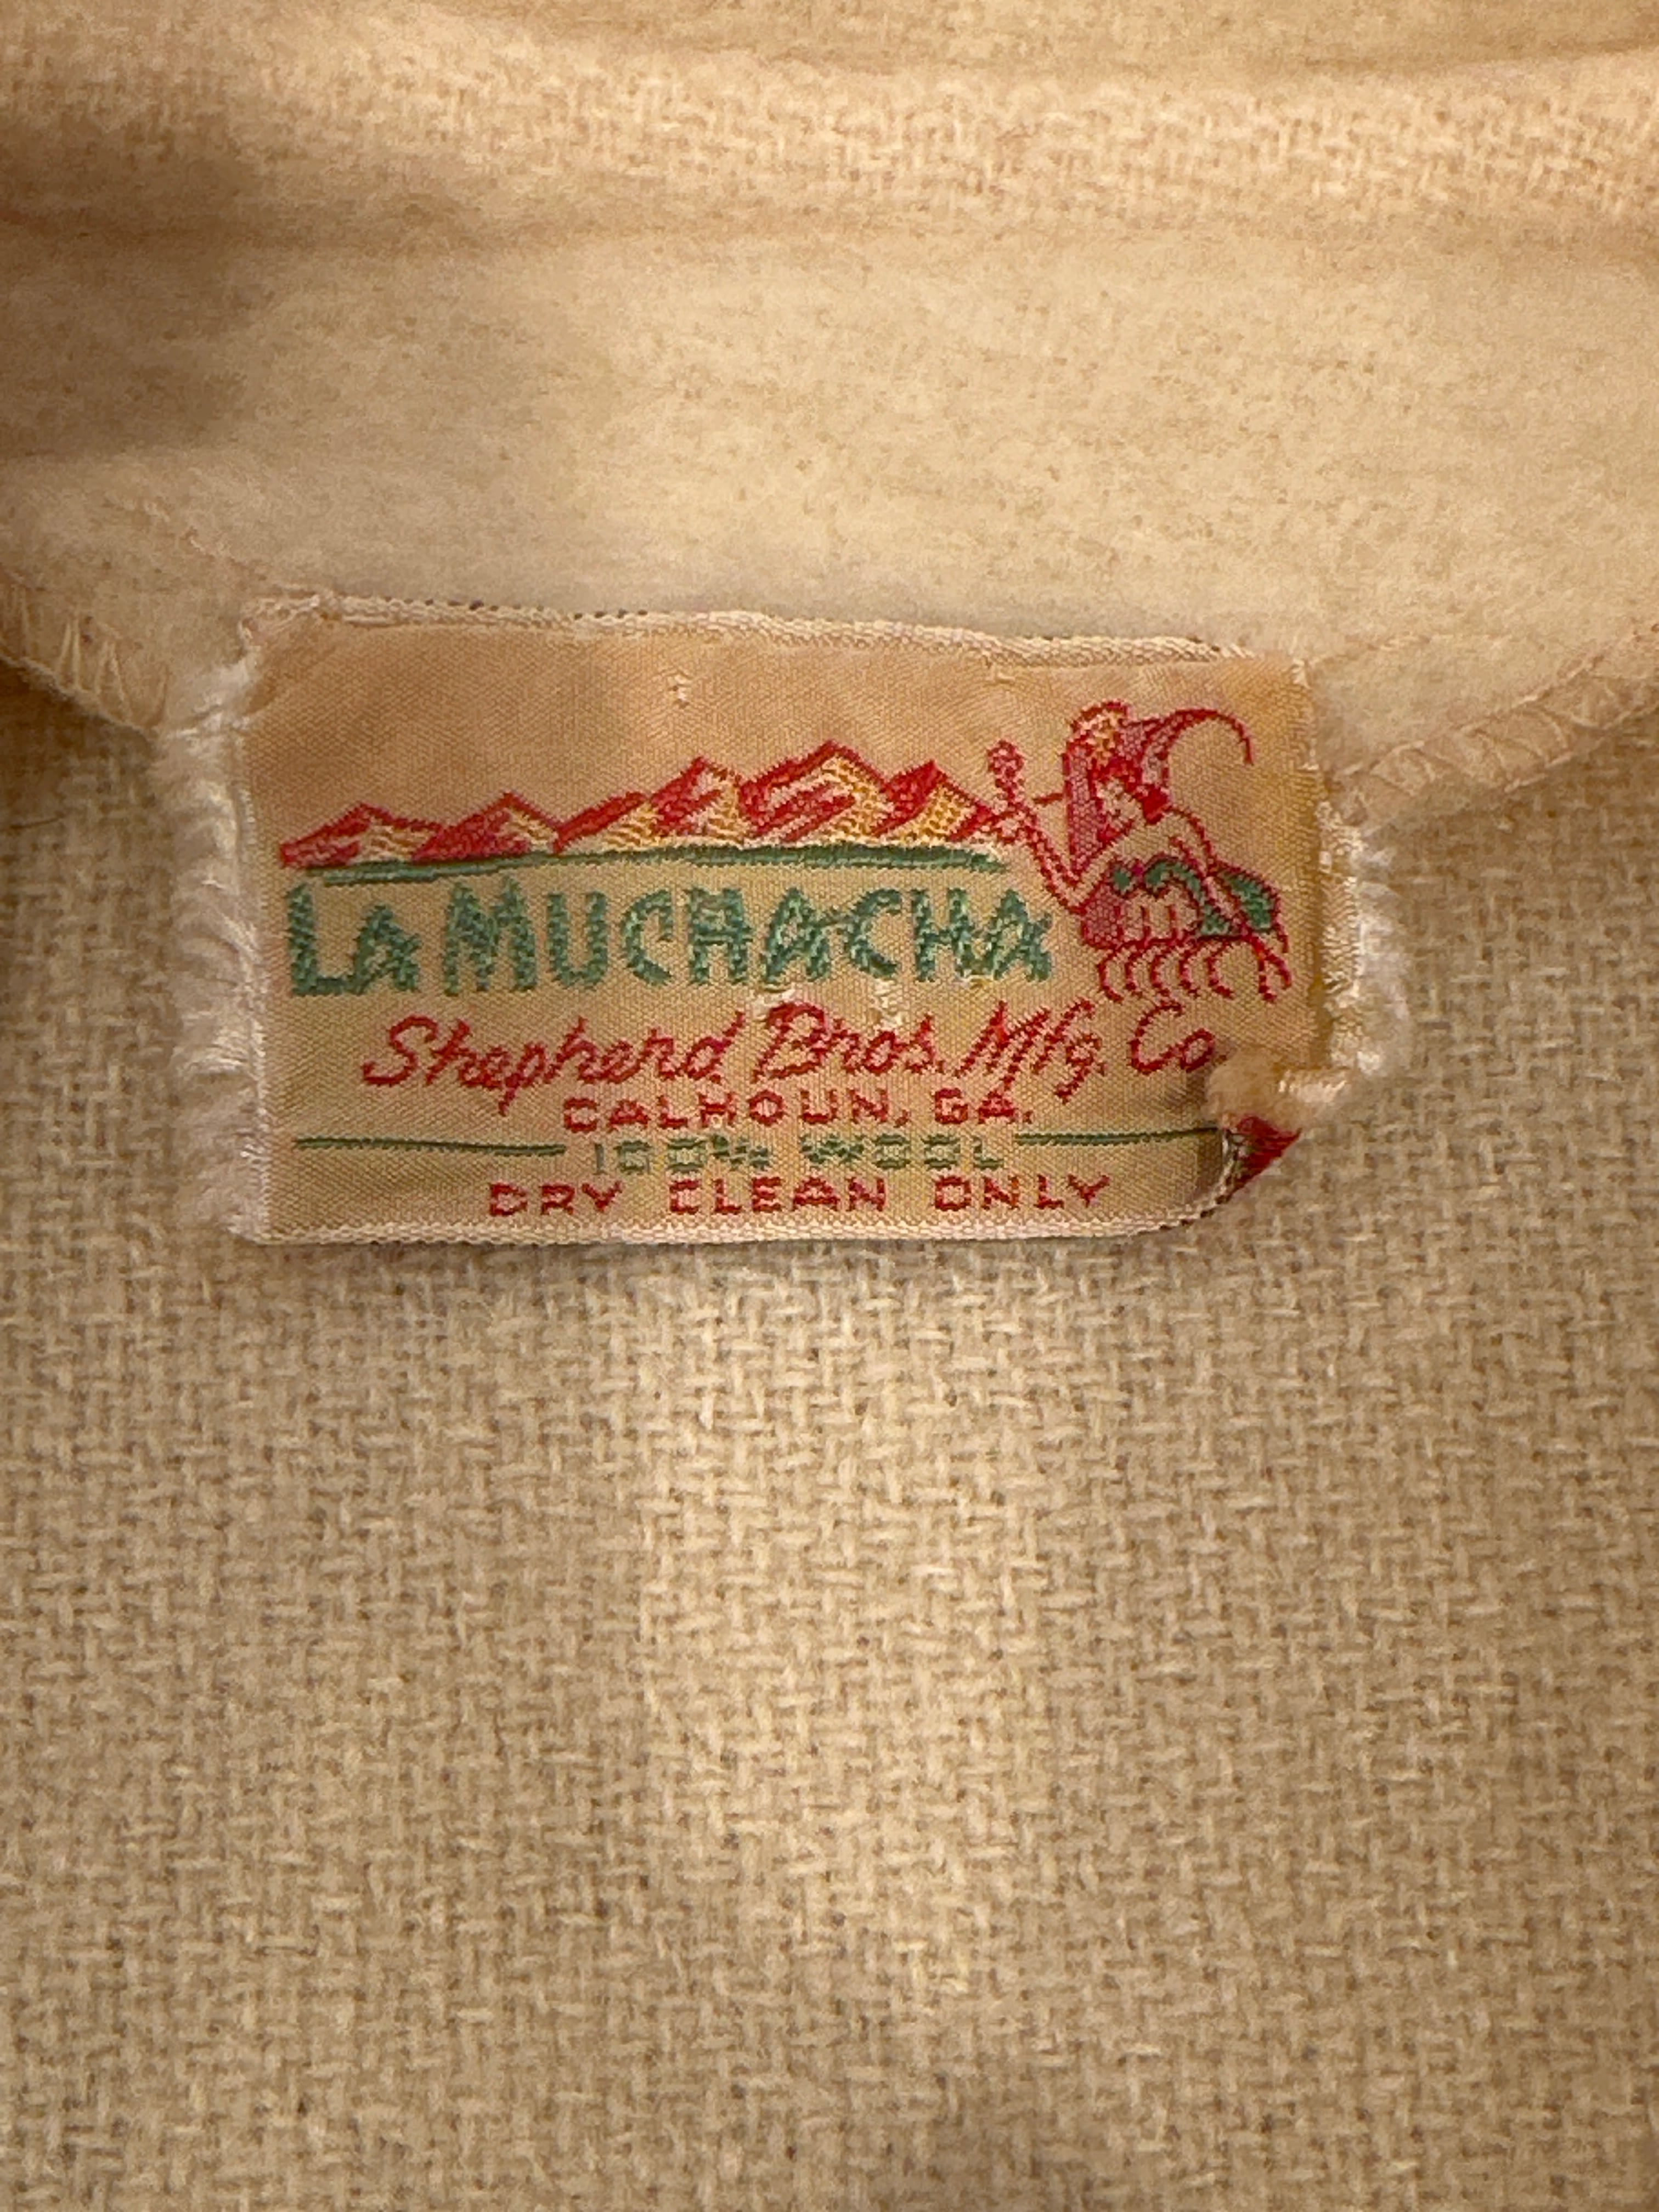 LA MUCHACHA
Shepherd Bros. Mfg. Co.
CALHOUN, GA.
100% WOOL
DRY CLEAN ONLY